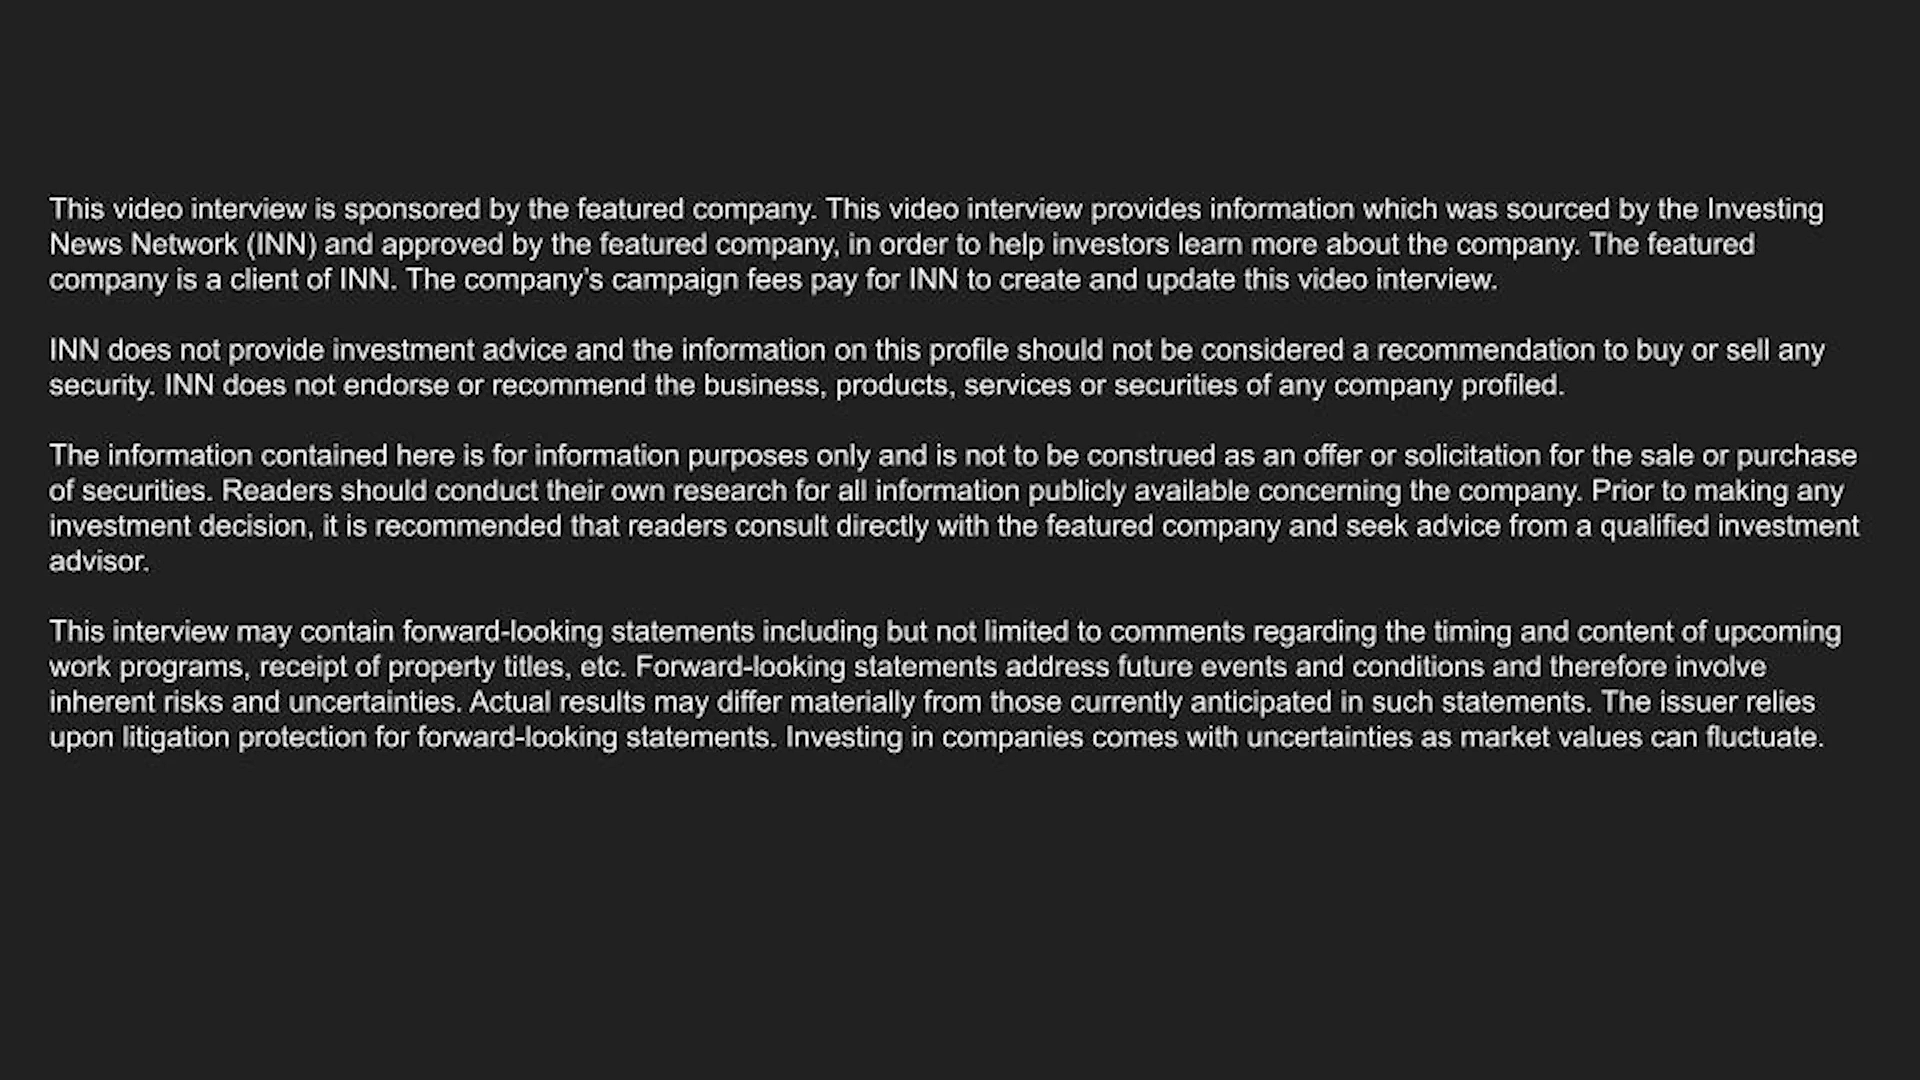 This video interview is sponsored by the featured company. This video interview provides information which was sourced by the Investing
News Network (INN) and approved by the featured company, in order to help investors learn more about the company. The featured
company is a client of INN. The company’s campaign fees pay for INN to create and update this video interview.
INN does not provide investment advice and the information on this profile should not be considered a recommendation to buy or sell any
security. INN does not endorse or recommend the business, products, services or securities of any company profiled.
The information contained here is for information purposes only and is not to be construed as an offer or solicitation for the sale or purchase
of securities. Readers should conduct their own research for all information publicly available concerning the company. Prior to making any
investment decision, it is recommended that readers consult directly with the featured company and seek advice from a qualified investment
advisor.
This interview may contain forward-looking statements including but not limited to comments regarding the timing and content of upcoming
work programs, receipt of property titles, etc. Forward-looking statements address future events and conditions and therefore involve
inherent risks and uncertainties. Actual results may differ materially from those currently anticipated in such statements. The issuer relies
upon litigation protection for forward-looking statements. Investing in companies comes with uncertainties as market values can fluctuate.